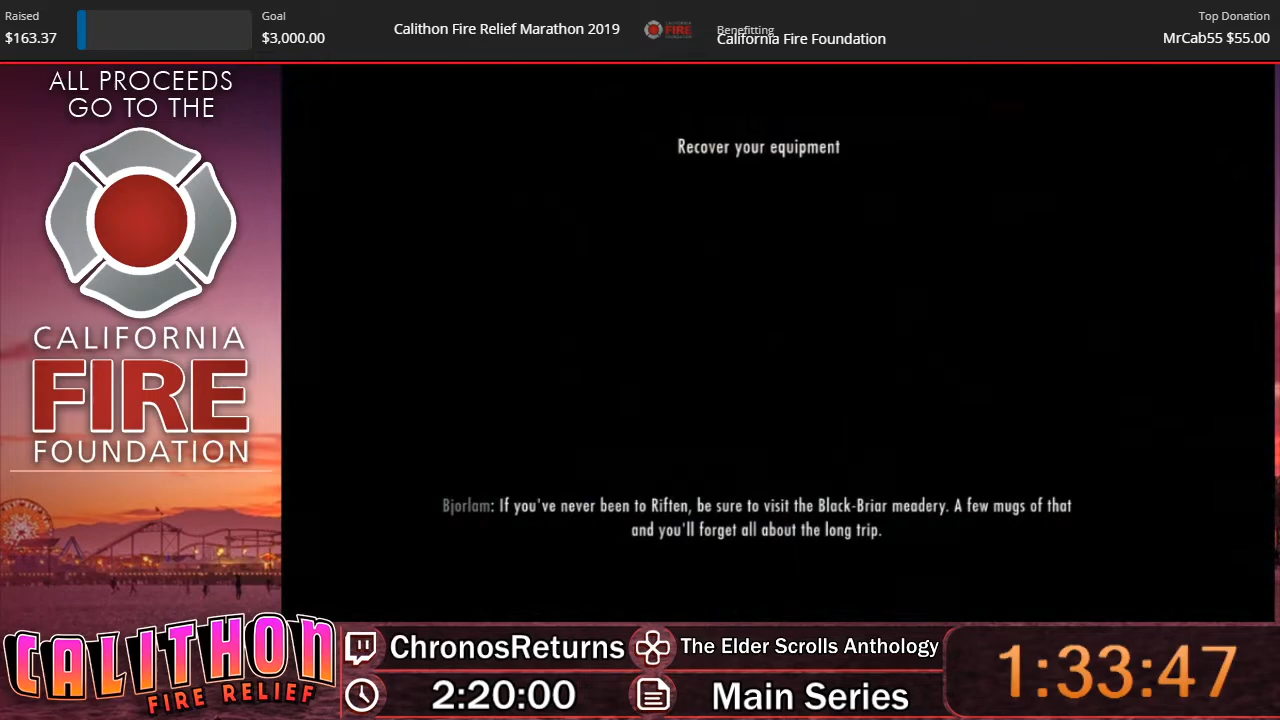 Raised
$163.37
Goal
$3,000.00
Calithon Fire Relief Marathon 2019
CALIFORNIA
FIRE
FOUNDATION
Benefitting
California Fire Foundation
Top Donation
MrCab55 $55.00
ALL PROCEEDS
GO TO THE
CALIFORNIA
FIRE
FOUNDATION
Recover your equipment
Bjorlam: If you've never been to Riften, be sure to visit the Black-Briar meadery. A few mugs of that
and you'll forget all about the long trip.
CALITHON
FIRE RELIEF
ChronosReturns
The Elder Scrolls Anthology
2:20:00
Main Series
1:33:47